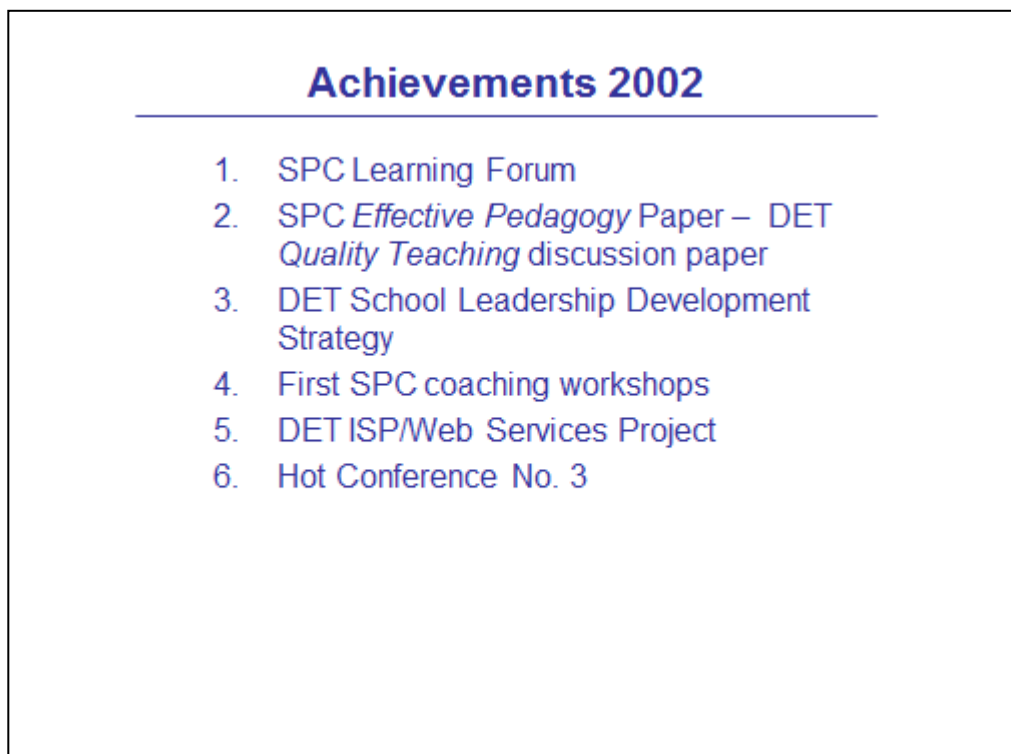 Achievements 2002
1. SPC Learning Forum
2. SPC Effective Pedagogy Paper – DET
Quality Teaching discussion paper
3. DET School Leadership Development
Strategy
4. First SPC coaching workshops
5. DET ISP/Web Services Project
6. Hot Conference No. 3